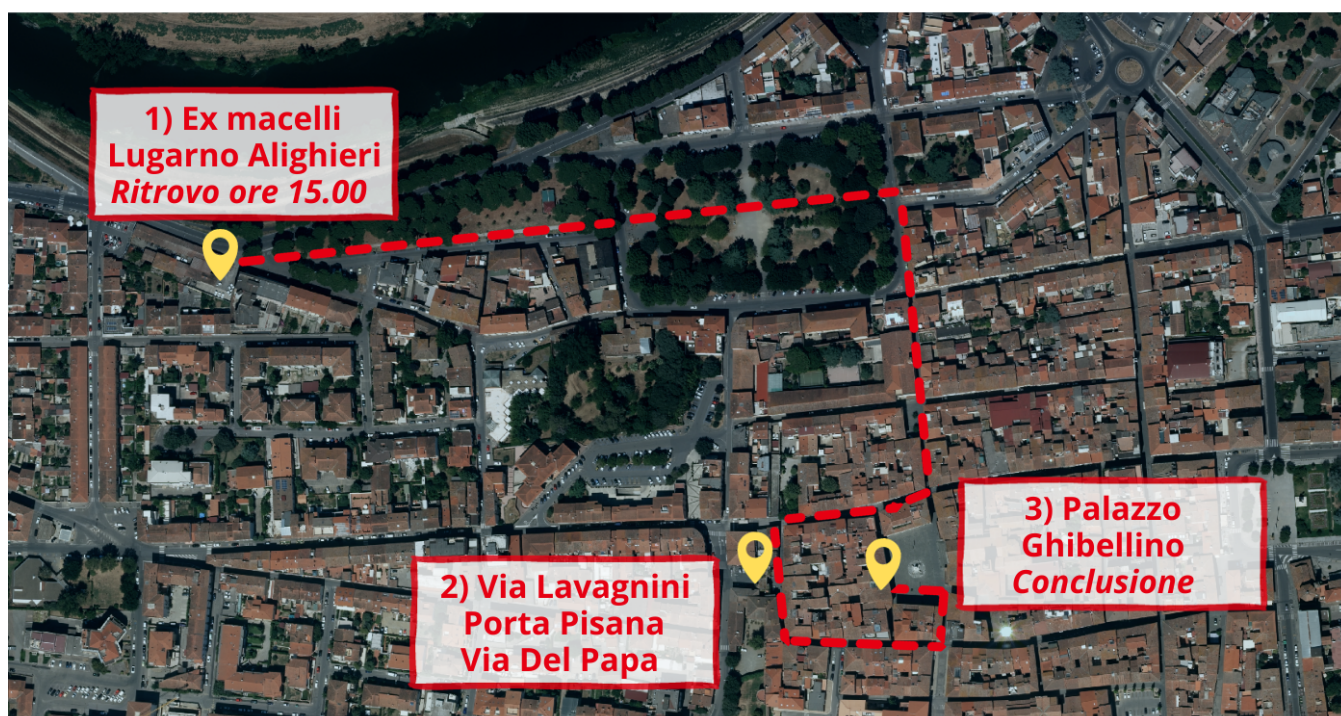 1) Ex macelli
Lugarno Alighieri
Ritrovo ore 15.00
2) Via Lavagnini
Porta Pisana
Via Del Papa
3) Palazzo
Ghibellino
Conclusione